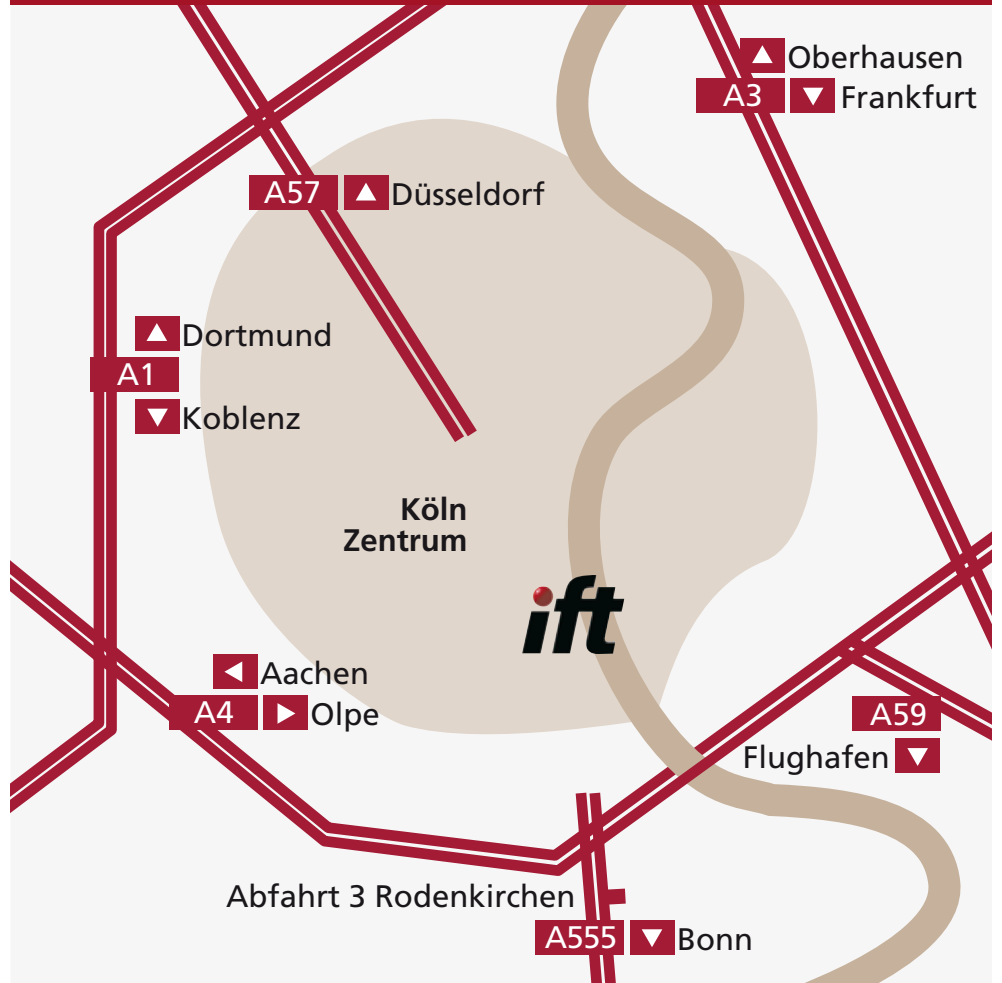 Oberhausen
A3 Frankfurt
A57 Düsseldorf
Dortmund
A1
Koblenz
Köln
Zentrum
ift
Aachen
A4 Olpe
A59
Flughafen
Abfahrt 3 Rodenkirchen
A555 Bonn